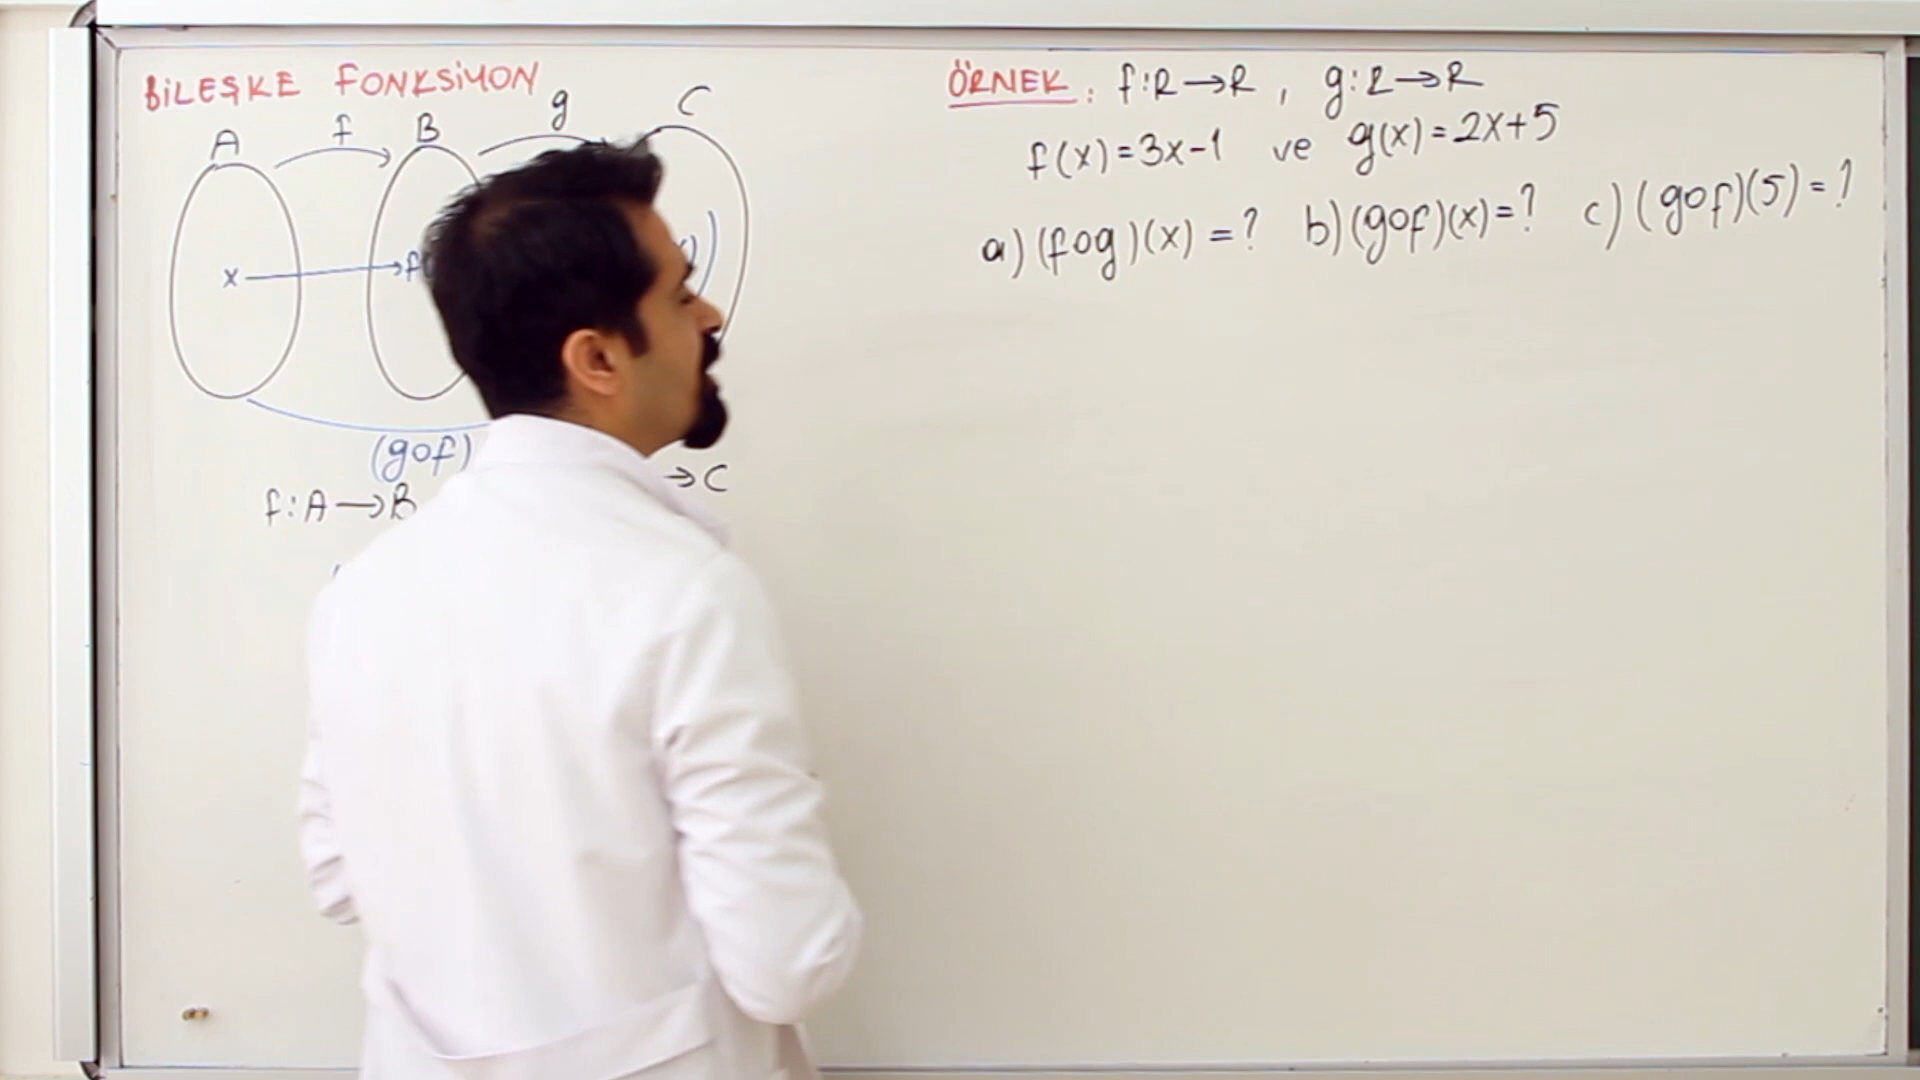 BİLEŞKE FONKSİYON
A f B g C
x f
(gof)
f:A→B →C
ÖRNEK: f:R→R, g:R→R
f(x)=3x-1 ve g(x)=2x+5
a) (fog)(x)=? b) (gof)(x)=? c) (gof)(5)=?